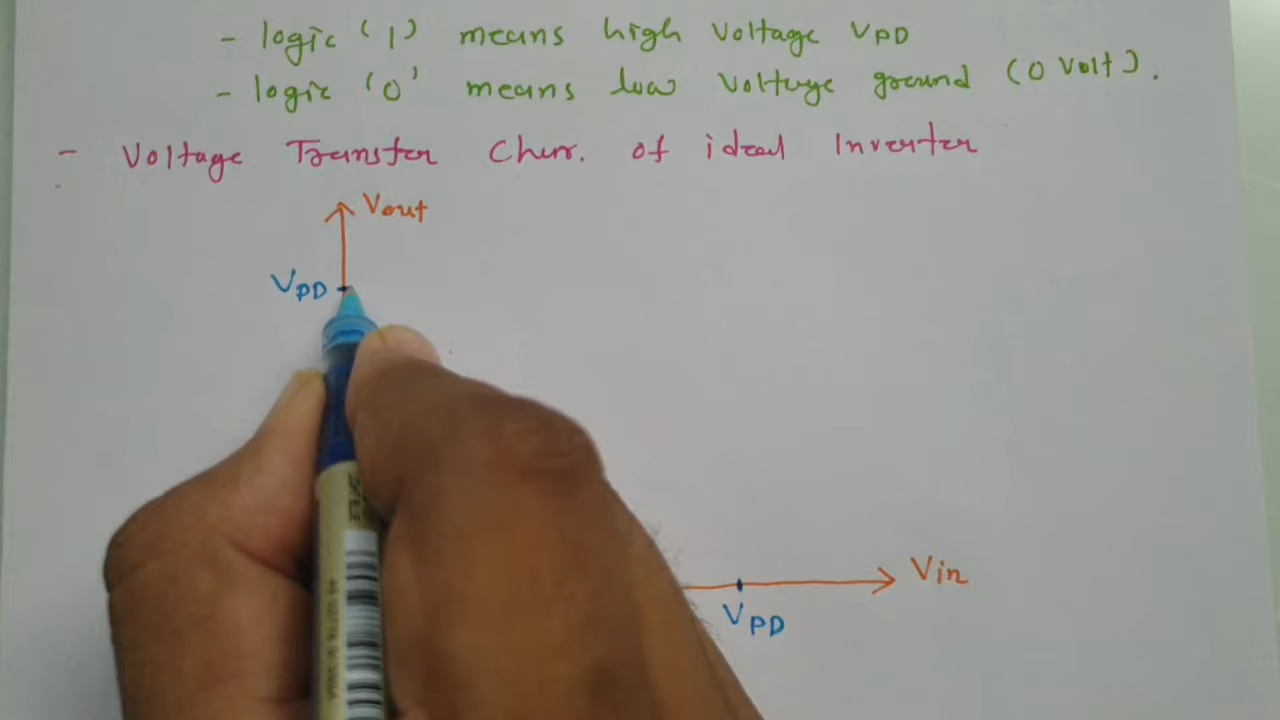 - logic '1' means high voltage VDD
- logic '0' means low voltage ground (0 volt).
- Voltage Transfer Char. of ideal Inverter
Vout
VDD
Vin
VDD